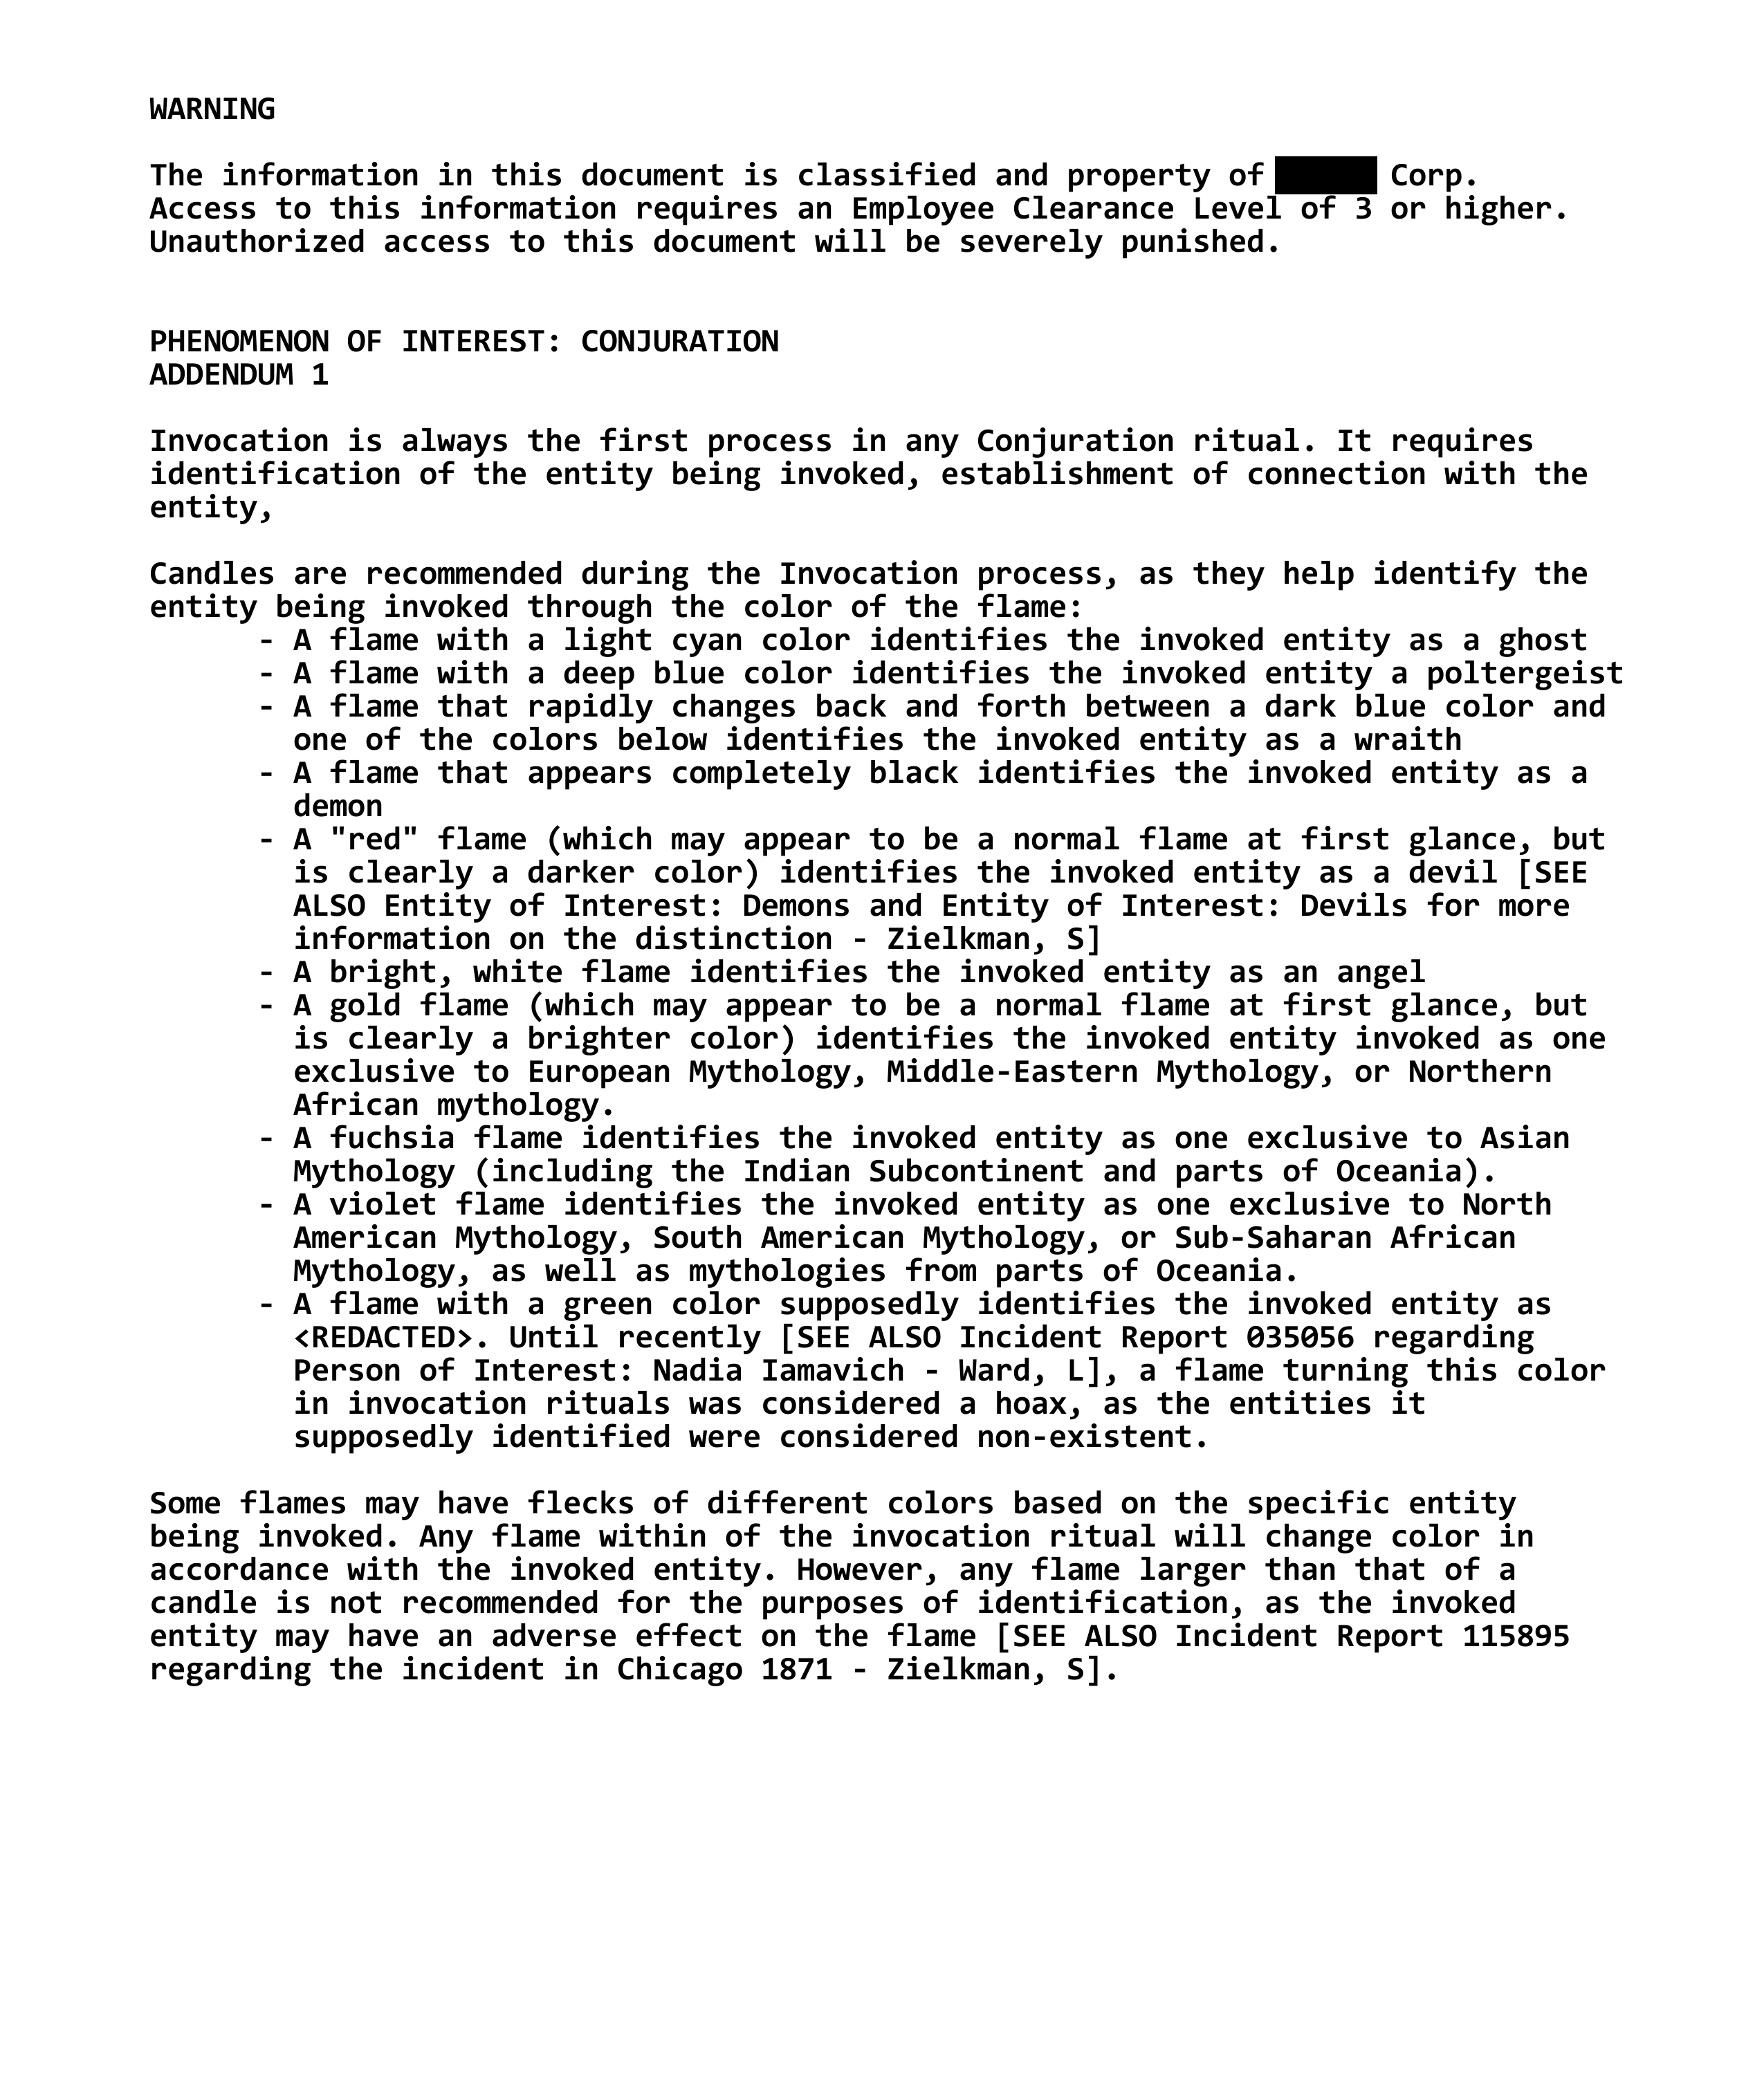 WARNING
The information in this document is classified and property of Corp.
Access to this information requires an Employee Clearance Level of 3 or higher.
Unauthorized access to this document will be severely punished.
PHENOMENON OF INTEREST: CONJURATION
ADDENDUM 1
Invocation is always the first process in any Conjuration ritual. It requires
identification of the entity being invoked, establishment of connection with the
entity,
Candles are recommended during the Invocation process, as they help identify the
entity being invoked through the color of the flame:
- A flame with a light cyan color identifies the invoked entity as a ghost
- A flame with a deep blue color identifies the invoked entity a poltergeist
- A flame that rapidly changes back and forth between a dark blue color and
one of the colors below identifies the invoked entity as a wraith
- A flame that appears completely black identifies the invoked entity as a
demon
- A "red" flame (which may appear to be a normal flame at first glance, but
is clearly a darker color) identifies the invoked entity as a devil [SEE
ALSO Entity of Interest: Demons and Entity of Interest: Devils for more
information on the distinction - Zielkman, S]
- A bright, white flame identifies the invoked entity as an angel
- A gold flame (which may appear to be a normal flame at first glance, but
is clearly a brighter color) identifies the invoked entity invoked as one
exclusive to European Mythology, Middle-Eastern Mythology, or Northern
African mythology.
- A fuchsia flame identifies the invoked entity as one exclusive to Asian
Mythology (including the Indian Subcontinent and parts of Oceania).
- A violet flame identifies the invoked entity as one exclusive to North
American Mythology, South American Mythology, or Sub-Saharan African
Mythology, as well as mythologies from parts of Oceania.
- A flame with a green color supposedly identifies the invoked entity as
<REDACTED>. Until recently [SEE ALSO Incident Report 035056 regarding
Person of Interest: Nadia Iamavich - Ward, L], a flame turning this color
in invocation rituals was considered a hoax, as the entities it
supposedly identified were considered non-existent.
Some flames may have flecks of different colors based on the specific entity
being invoked. Any flame within of the invocation ritual will change color in
accordance with the invoked entity. However, any flame larger than that of a
candle is not recommended for the purposes of identification, as the invoked
entity may have an adverse effect on the flame [SEE ALSO Incident Report 115895
regarding the incident in Chicago 1871 - Zielkman, S].